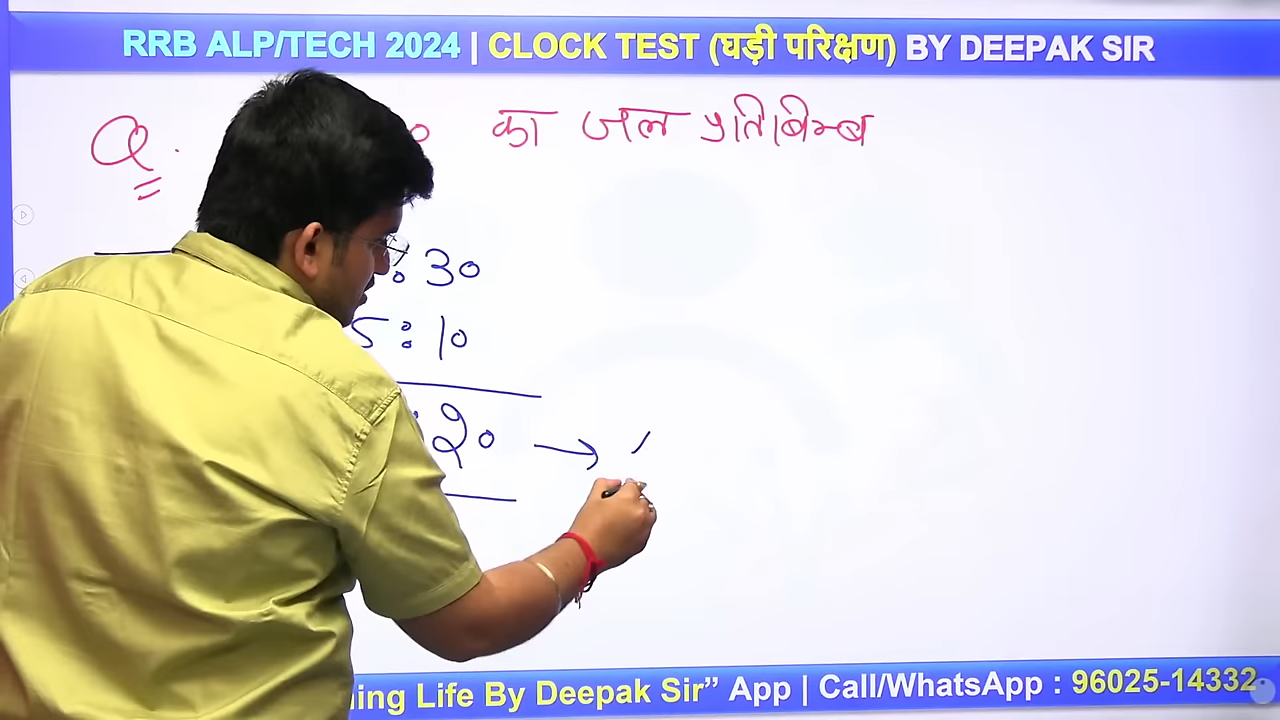 RRB ALP/TECH 2024 | CLOCK TEST (घड़ी परिक्षण) BY DEEPAK SIR
Q. 0 का जल प्रतिबिम्ब
:30
5:10
:20 →
ing Life By Deepak Sir” App | Call/WhatsApp : 96025-14332